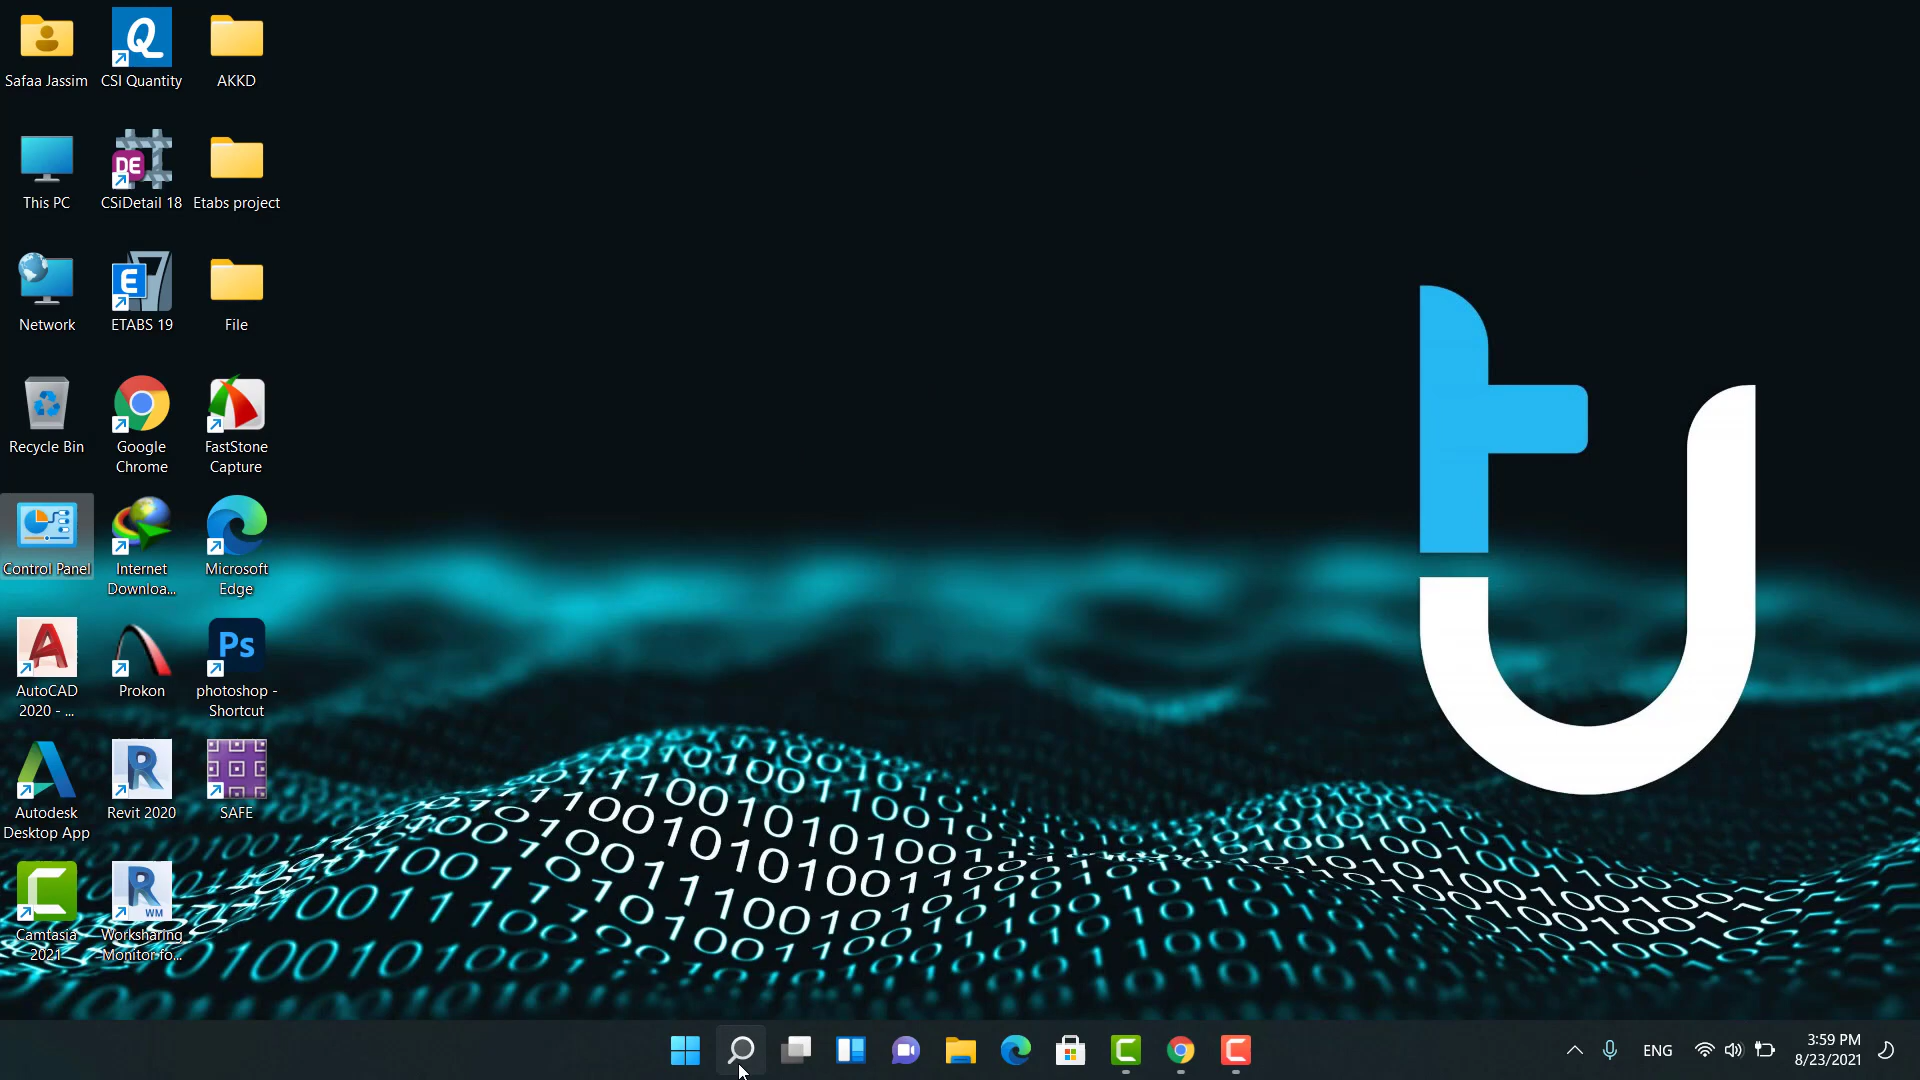 Safaa Jassim
CSI Quantity
AKKD
This PC
CSiDetail 18
Etabs project
Network
ETABS 19
File
Recycle Bin
Google
Chrome
FastStone
Capture
Control Panel
Internet
Downloa...
Microsoft
Edge
AutoCAD
2020 - ...
Prokon
photoshop -
Shortcut
Autodesk
Desktop App
Revit 2020
SAFE
Camtasia
2021
Worksharing
Monitor fo...
ENG
3:59 PM
8/23/2021